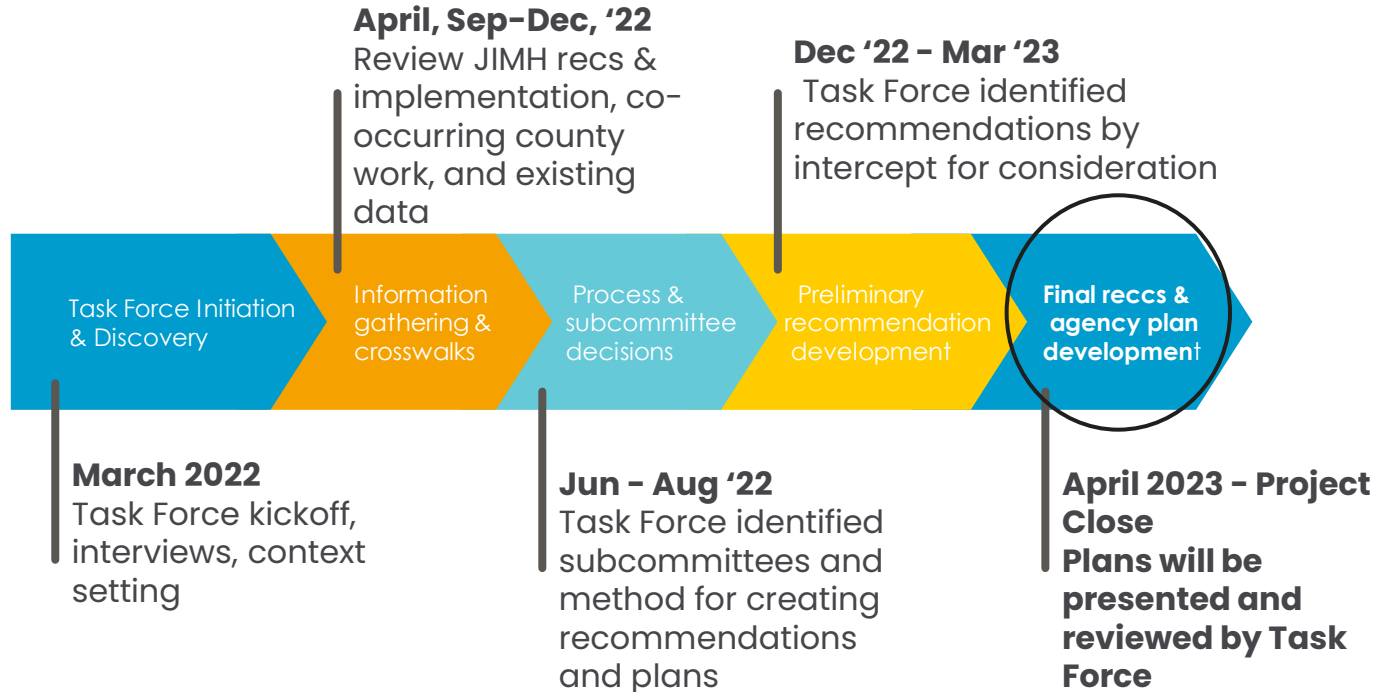 April, Sep-Dec, ‘22
Review JIMH recs &
implementation, co-
occurring county
work, and existing
data
Dec ‘22 - Mar ‘23
Task Force identified
recommendations by
intercept for consideration
Task Force Initiation
& Discovery
Information
gathering &
crosswalks
Process &
subcommittee
decisions
Preliminary
recommendation
development
Final reccs &
agency plan
development
March 2022
Task Force kickoff,
interviews, context
setting
Jun - Aug ‘22
Task Force identified
subcommittees and
method for creating
recommendations
and plans
April 2023 - Project
Close
Plans will be
presented and
reviewed by Task
Force